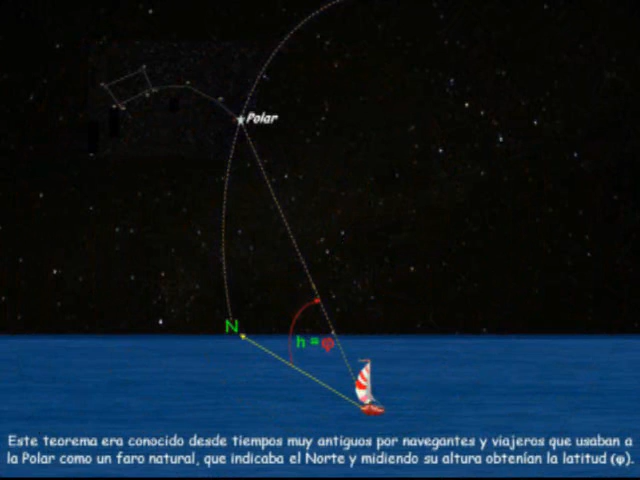 Polar
N
h = φ
Este teorema era conocido desde tiempos muy antiguos por navegantes y viajeros que usaban a
la Polar como un faro natural, que indicaba el Norte y midiendo su altura obtenían la latitud (φ).